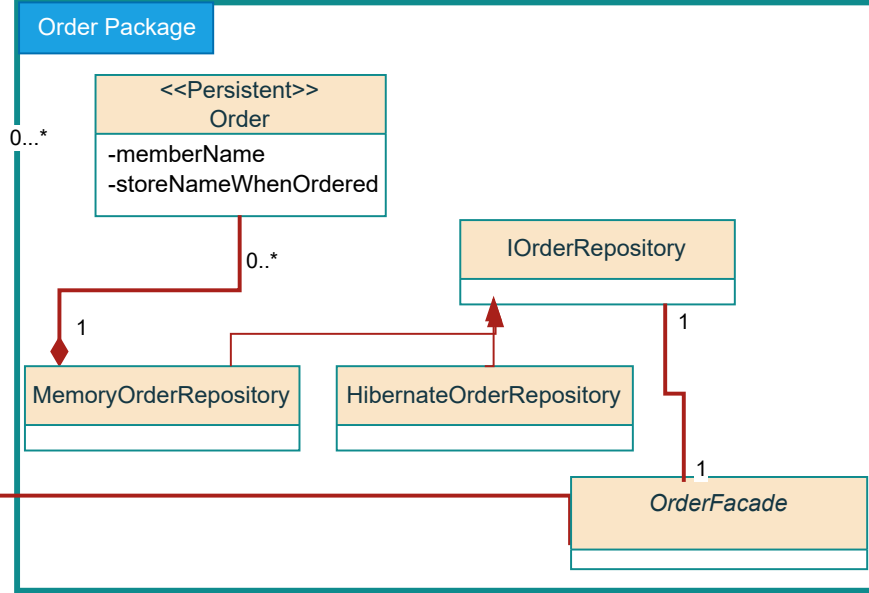 Order Package
<<Persistent>>
Order
0...*
-memberName
-storeNameWhenOrdered
0..*
IOrderRepository
1
1
MemoryOrderRepository
HibernateOrderRepository
1
OrderFacade